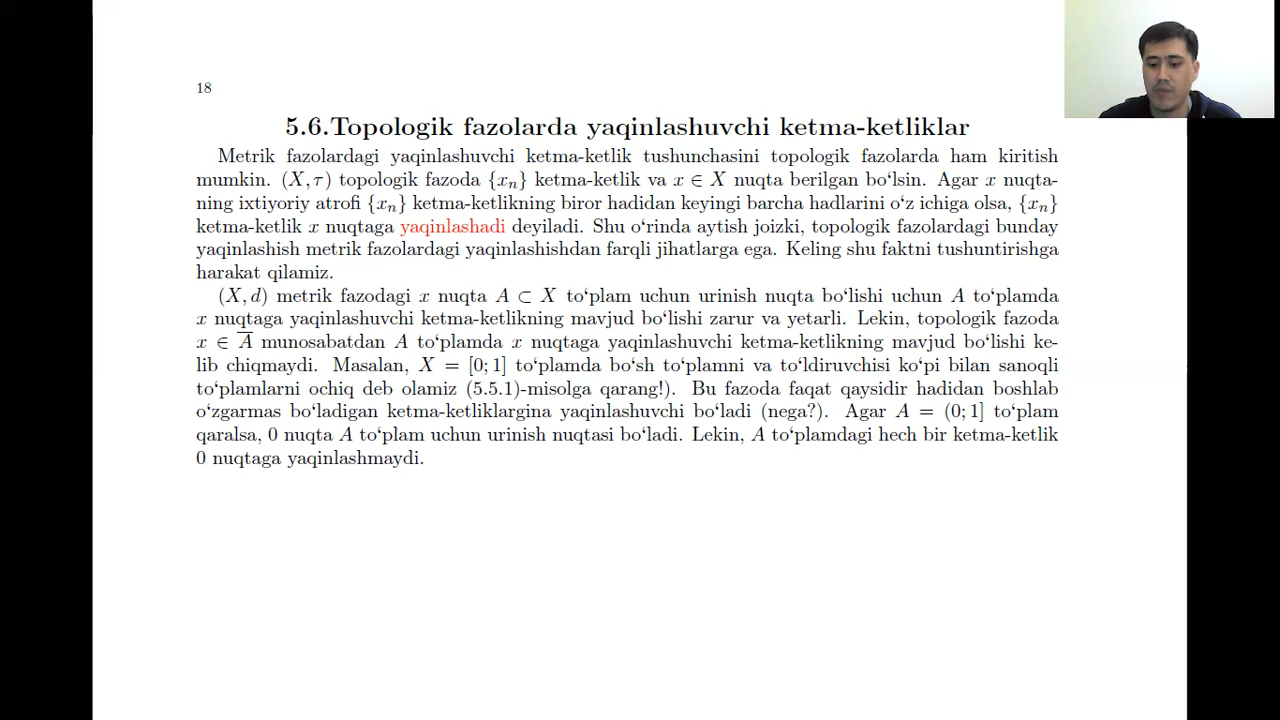 18
5.6.Topologik fazolarda yaqinlashuvchi ketma-ketliklar
Metrik fazolardagi yaqinlashuvchi ketma-ketlik tushunchasini topologik fazolarda ham kiritish
mumkin. (X, τ) topologik fazoda {xₙ} ketma-ketlik va x ∈ X nuqta berilgan bo‘lsin. Agar x nuqta-
ning ixtiyoriy atrofi {xₙ} ketma-ketlikning biror hadidan keyingi barcha hadlarini o‘z ichiga olsa, {xₙ}
ketma-ketlik x nuqtaga yaqinlashadi deyiladi. Shu o‘rinda aytish joizki, topologik fazolardagi bunday
yaqinlashish metrik fazolardagi yaqinlashishdan farqli jihatlarga ega. Keling shu faktni tushuntirishga
harakat qilamiz.
(X, d) metrik fazodagi x nuqta A ⊂ X to‘plam uchun urinish nuqta bo‘lishi uchun A to‘plamda
x nuqtaga yaqinlashuvchi ketma-ketlikning mavjud bo‘lishi zarur va yetarli. Lekin, topologik fazoda
x ∈ A̅ munosabatdan A to‘plamda x nuqtaga yaqinlashuvchi ketma-ketlikning mavjud bo‘lishi ke-
lib chiqmaydi. Masalan, X = [0; 1] to‘plamda bo‘sh to‘plamni va to‘ldiruvchisi ko‘pi bilan sanoqli
to‘plamlarni ochiq deb olamiz (5.5.1)-misolga qarang!). Bu fazoda faqat qaysidir hadidan boshlab
o‘zgarmas bo‘ladigan ketma-ketliklargina yaqinlashuvchi bo‘ladi (nega?). Agar A = (0; 1] to‘plam
qaralsa, 0 nuqta A to‘plam uchun urinish nuqtasi bo‘ladi. Lekin, A to‘plamdagi hech bir ketma-ketlik
0 nuqtaga yaqinlashmaydi.